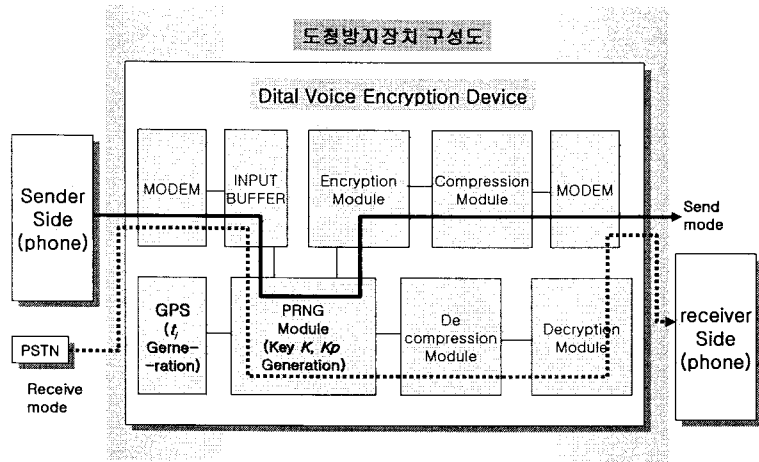 도청방지장치 구성도
Dital Voice Encryption Device
Sender
Side
(phone)
MODEM
INPUT
BUFFER
Encryption
Module
Compression
Module
MODEM
Send
mode
GPS
(tj
Gerne-
-ration)
PRNG
Module
(Key K, Kp
Generation)
De
compression
Module
Decryption
Module
receiver
Side
(phone)
PSTN
Receive
mode